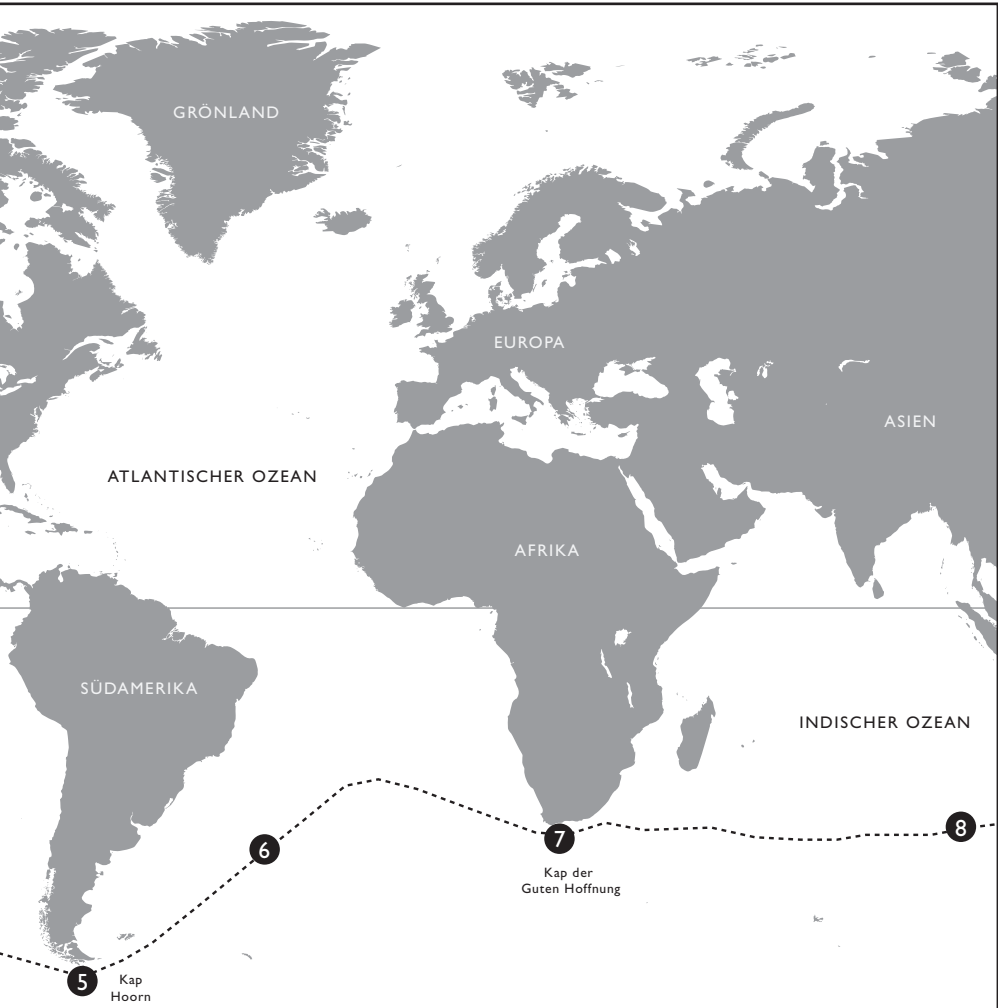 GRÖNLAND
EUROPA
ASIEN
ATLANTISCHER OZEAN
AFRIKA
SÜDAMERIKA
INDISCHER OZEAN
8
7
6
Kap der
Guten Hoffnung
5
Kap
Hoorn